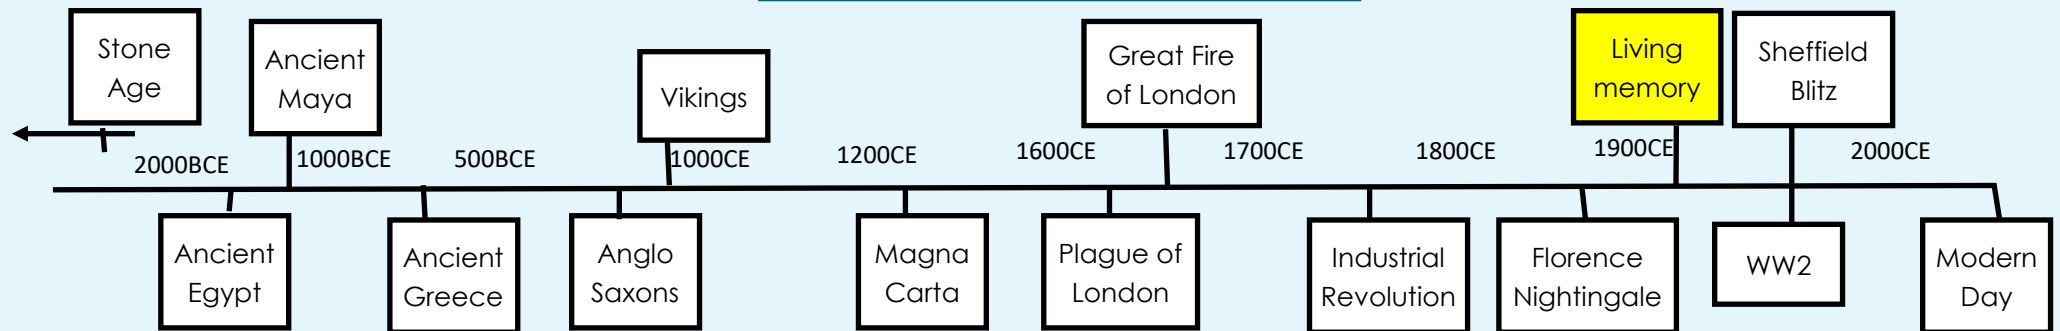 Stone
Age
Ancient
Maya
Vikings
Great Fire
of London
Living
memory
Sheffield
Blitz
2000BCE
1000BCE
500BCE
1000CE
1200CE
1600CE
1700CE
1800CE
1900CE
2000CE
Ancient
Egypt
Ancient
Greece
Anglo
Saxons
Magna
Carta
Plague of
London
Industrial
Revolution
Florence
Nightingale
WW2
Modern
Day